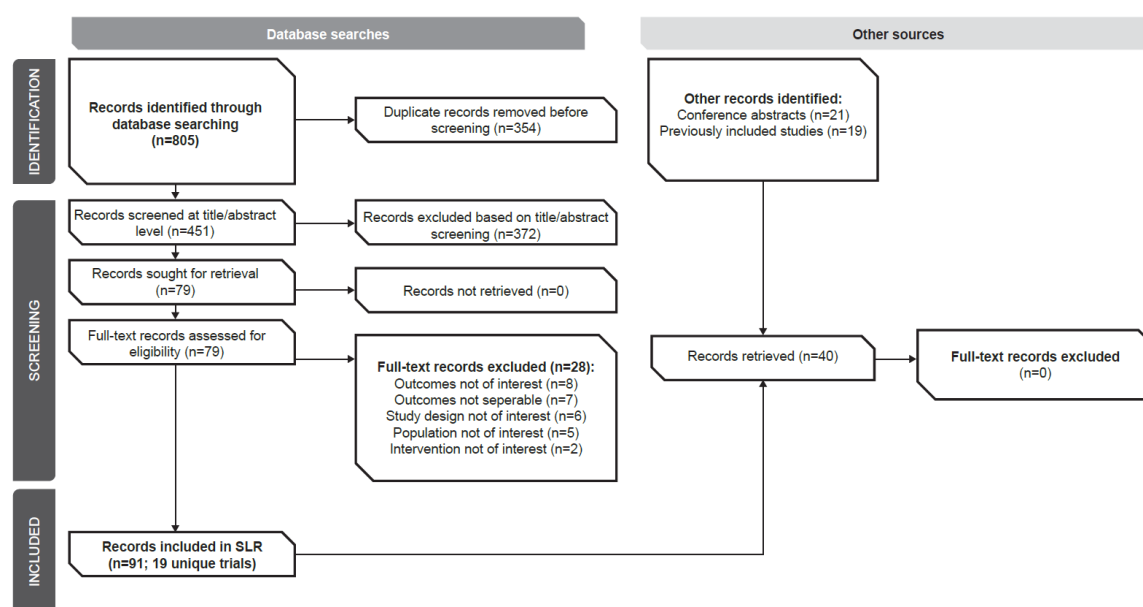 Database searches
Other sources
IDENTIFICATION
Records identified through
database searching
(n=805)
Duplicate records removed before
screening (n=354)
Other records identified:
Conference abstracts (n=21)
Previously included studies (n=19)
SCREENING
Records screened at title/abstract
level (n=451)
Records excluded based on title/abstract
screening (n=372)
Records sought for retrieval
(n=79)
Records not retrieved (n=0)
Full-text records assessed for
eligibility (n=79)
Full-text records excluded (n=28):
Outcomes not of interest (n=8)
Outcomes not seperable (n=7)
Study design not of interest (n=6)
Population not of interest (n=5)
Intervention not of interest (n=2)
Records retrieved (n=40)
Full-text records excluded
(n=0)
INCLUDED
Records included in SLR
(n=91; 19 unique trials)